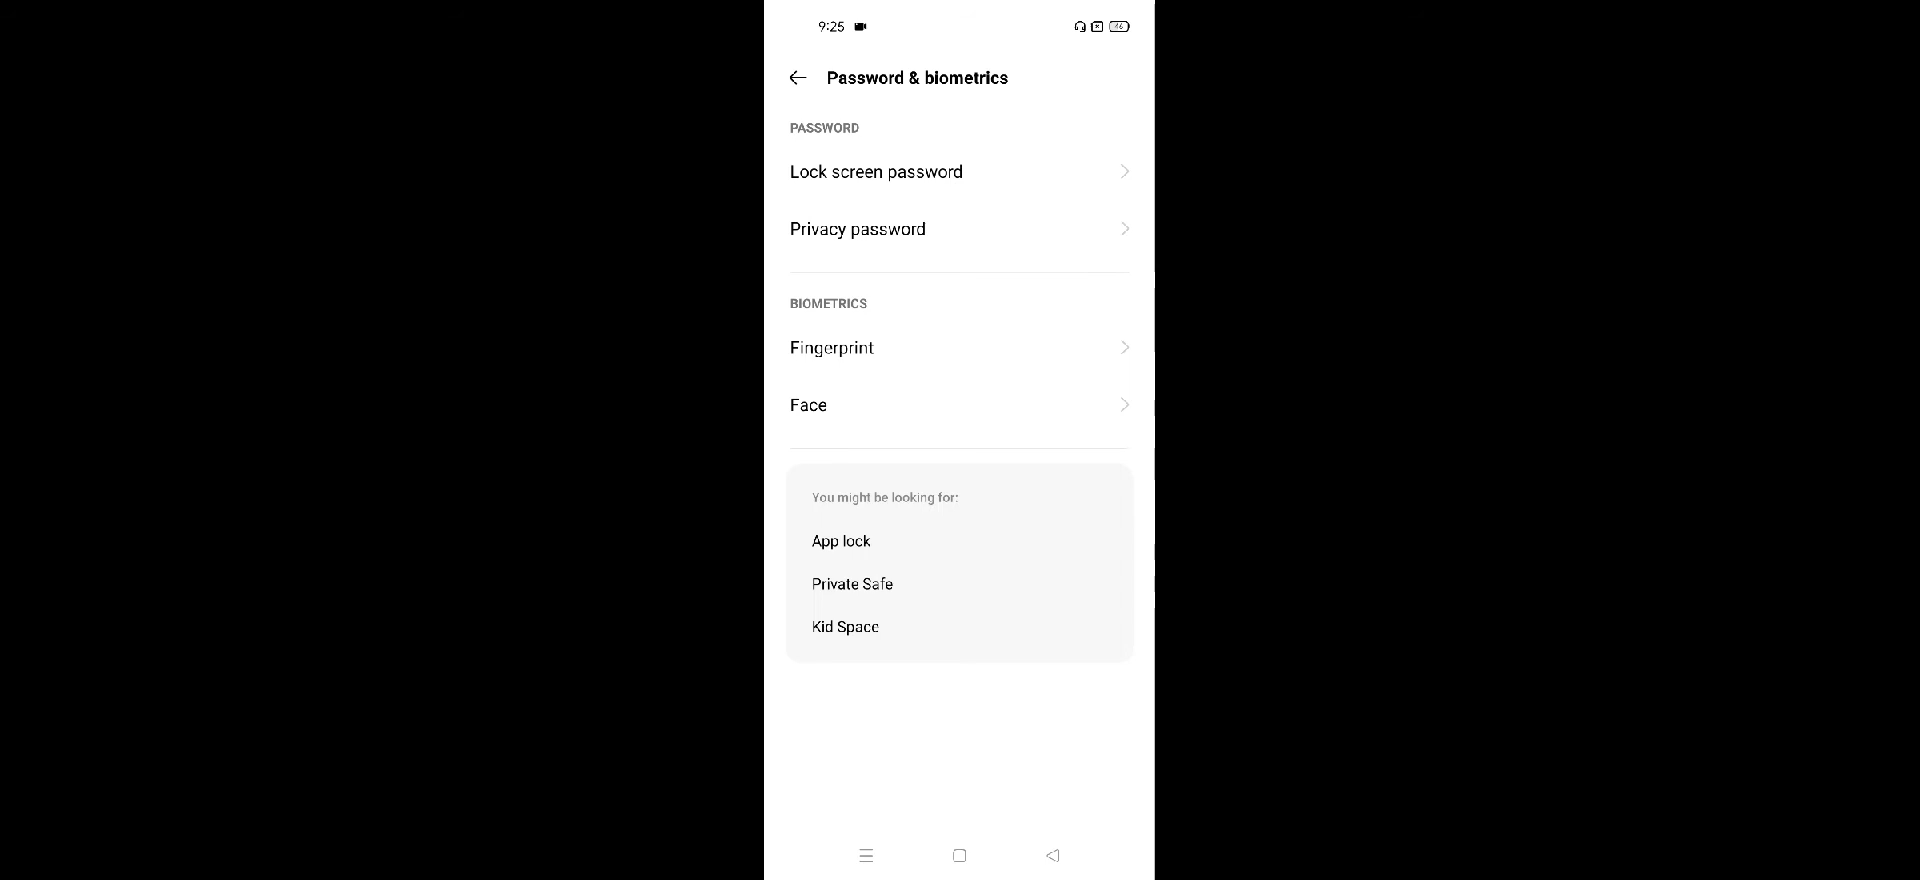 9:25
Password & biometrics
PASSWORD
Lock screen password
Privacy password
BIOMETRICS
Fingerprint
Face
You might be looking for:
App lock
Private Safe
Kid Space